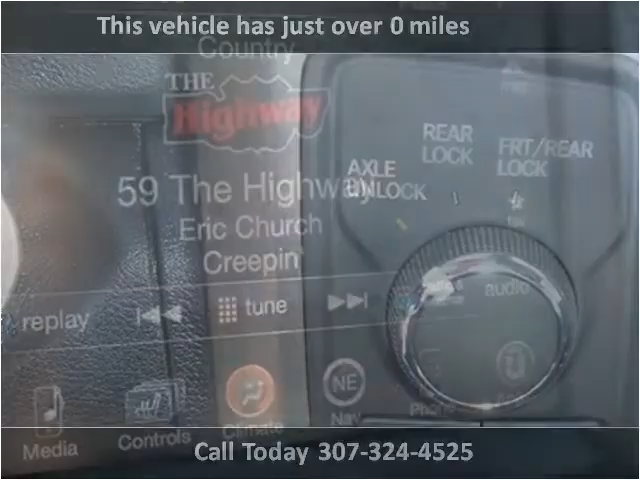 This vehicle has just over 0 miles
Country
THE
Highway
REAR
LOCK
FRT/REAR
LOCK
AXLE
UNLOCK
59 The Highway
Eric Church
Creepin
replay
tune
audio
NE
Media
Controls
Climate
Nav
Phone
Call Today 307-324-4525